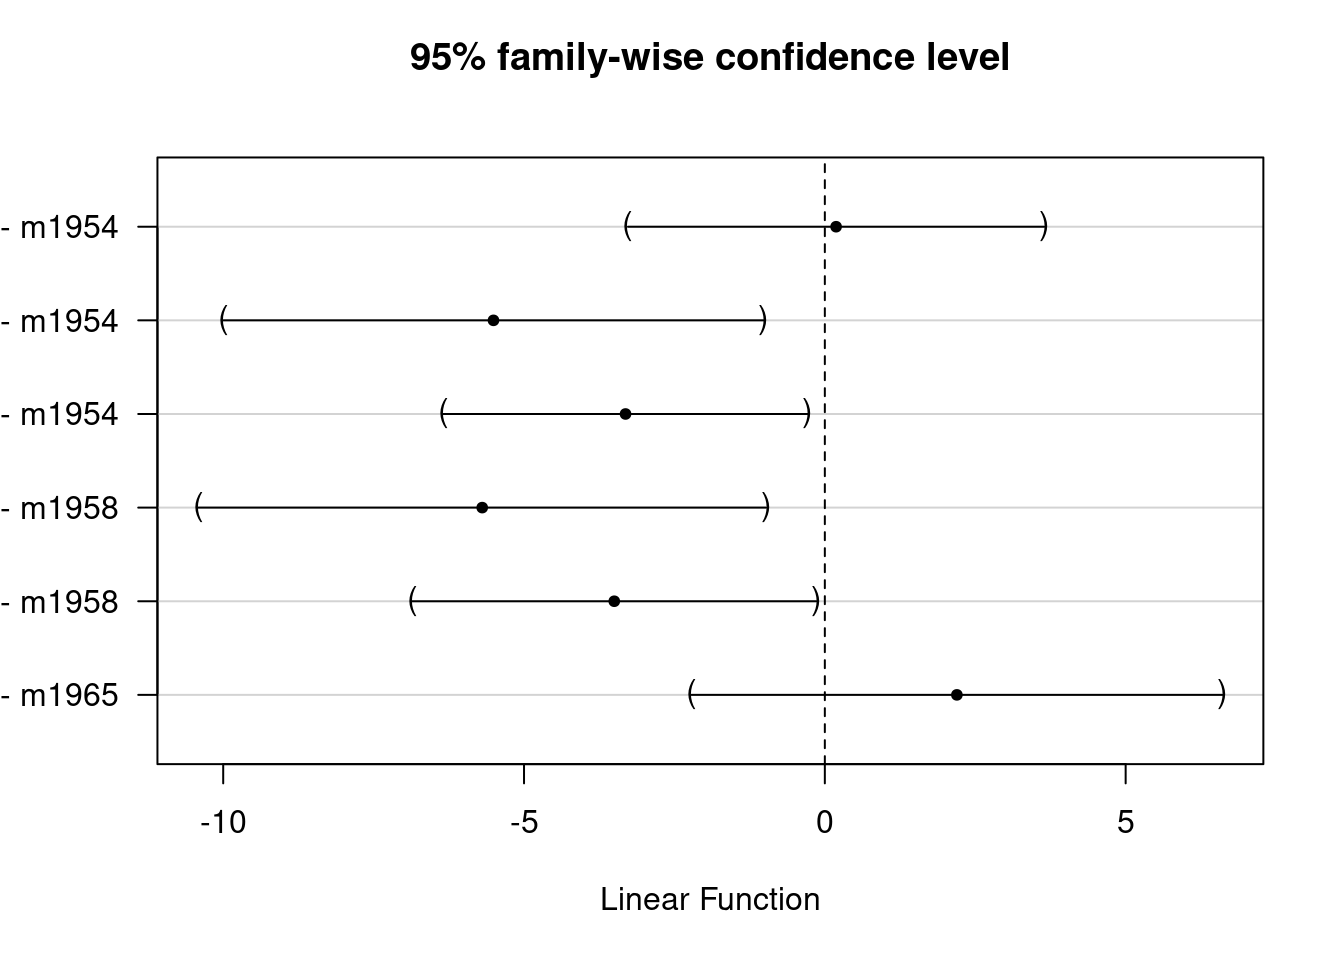 95% family-wise confidence level
- m1954
- m1954
- m1954
- m1958
- m1958
- m1965
-10 -5 0 5
Linear Function